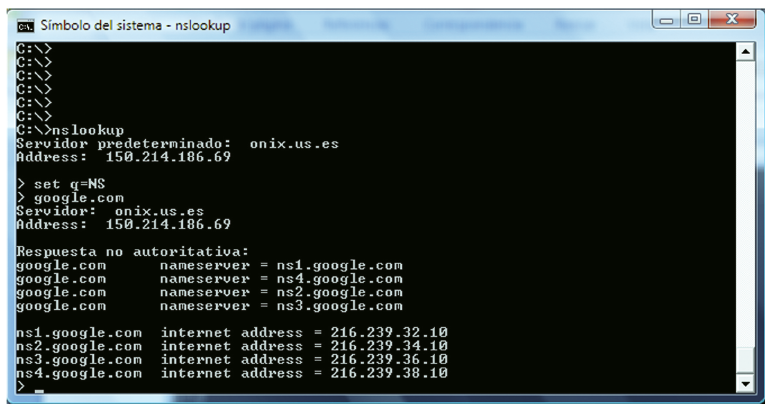 Símbolo del sistema - nslookup
C:\>
C:\>
C:\>
C:\>
C:\>
C:\>
C:\>nslookup
Servidor predeterminado:  onix.us.es
Address:  150.214.186.69
> set q=NS
> google.com
Servidor:  onix.us.es
Address:  150.214.186.69
Respuesta no autoritativa:
google.com      nameserver = ns1.google.com
google.com      nameserver = ns4.google.com
google.com      nameserver = ns2.google.com
google.com      nameserver = ns3.google.com
ns1.google.com  internet address = 216.239.32.10
ns2.google.com  internet address = 216.239.34.10
ns3.google.com  internet address = 216.239.36.10
ns4.google.com  internet address = 216.239.38.10
> _